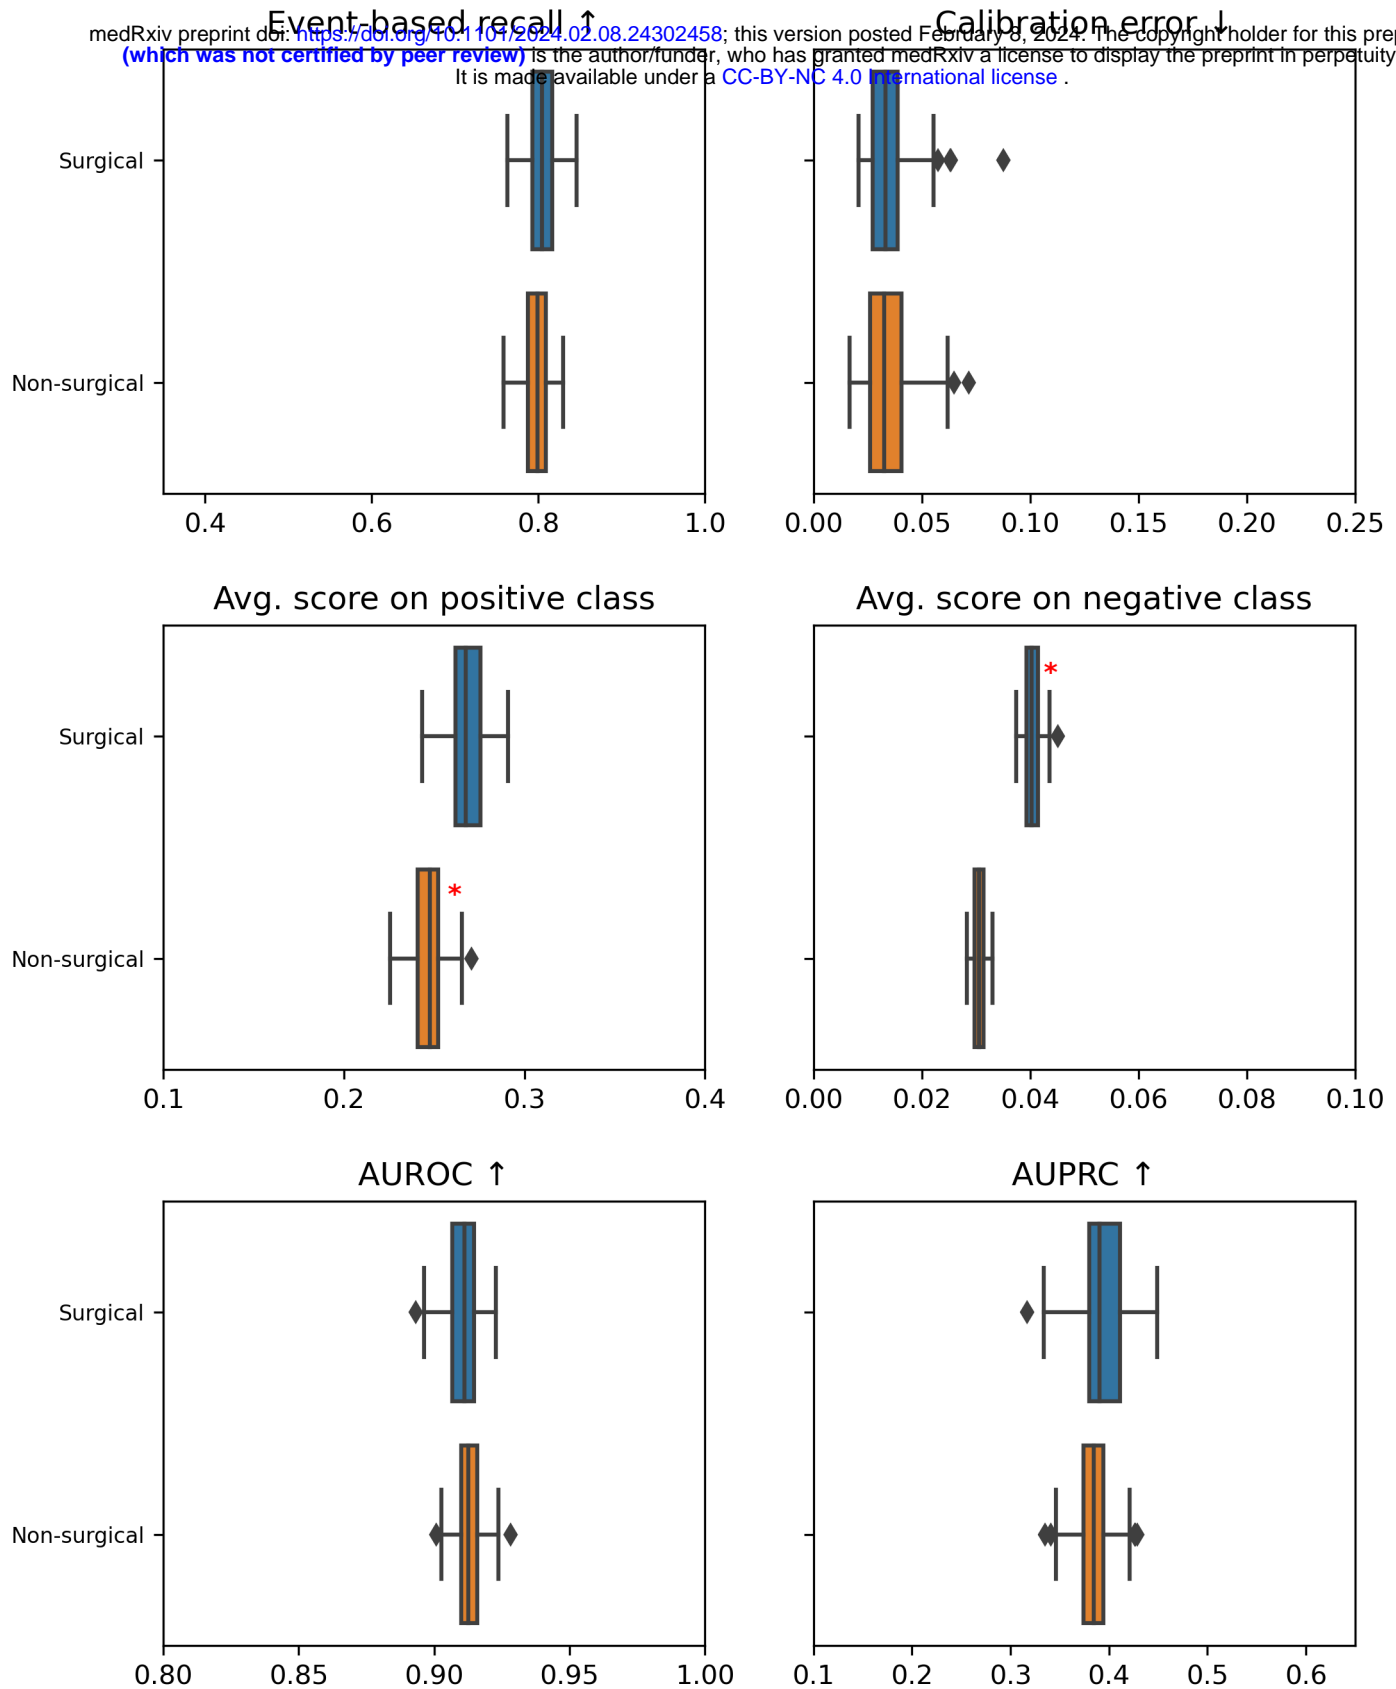 Event-based recall ↑ Calibration error ↓
medRxiv preprint doi: https://doi.org/10.1101/2024.02.08.24302458; this version posted February 8, 2024. The copyright holder for this prep
(which was not certified by peer review) is the author/funder, who has granted medRxiv a license to display the preprint in perpetuity
It is made available under a CC-BY-NC 4.0 International license .
Surgical
Non-surgical
0.4 0.6 0.8 1.0 0.00 0.05 0.10 0.15 0.20 0.25
Avg. score on positive class Avg. score on negative class
*
Surgical
*
Non-surgical
0.1 0.2 0.3 0.4 0.00 0.02 0.04 0.06 0.08 0.10
AUROC ↑ AUPRC ↑
Surgical
Non-surgical
0.80 0.85 0.90 0.95 1.00 0.1 0.2 0.3 0.4 0.5 0.6